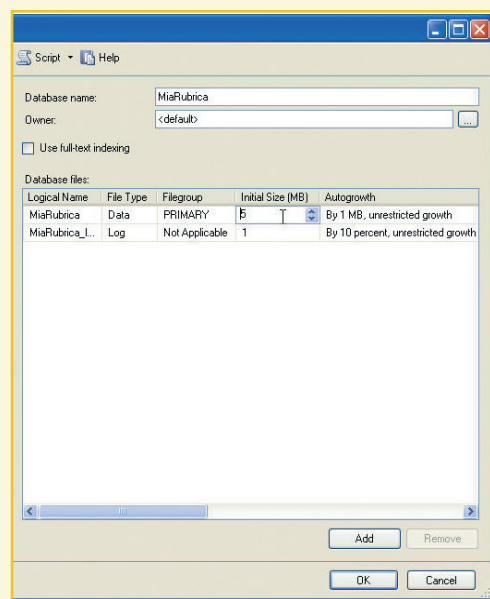 Script Help
Database name: MiaRubrica
Owner: <default> ...
Use full-text indexing
Database files:
Logical Name File Type Filegroup Initial Size (MB) Autogrowth
MiaRubrica Data PRIMARY 5 By 1 MB, unrestricted growth
MiaRubrica_l... Log Not Applicable 1 By 10 percent, unrestricted growth
Add Remove
OK Cancel